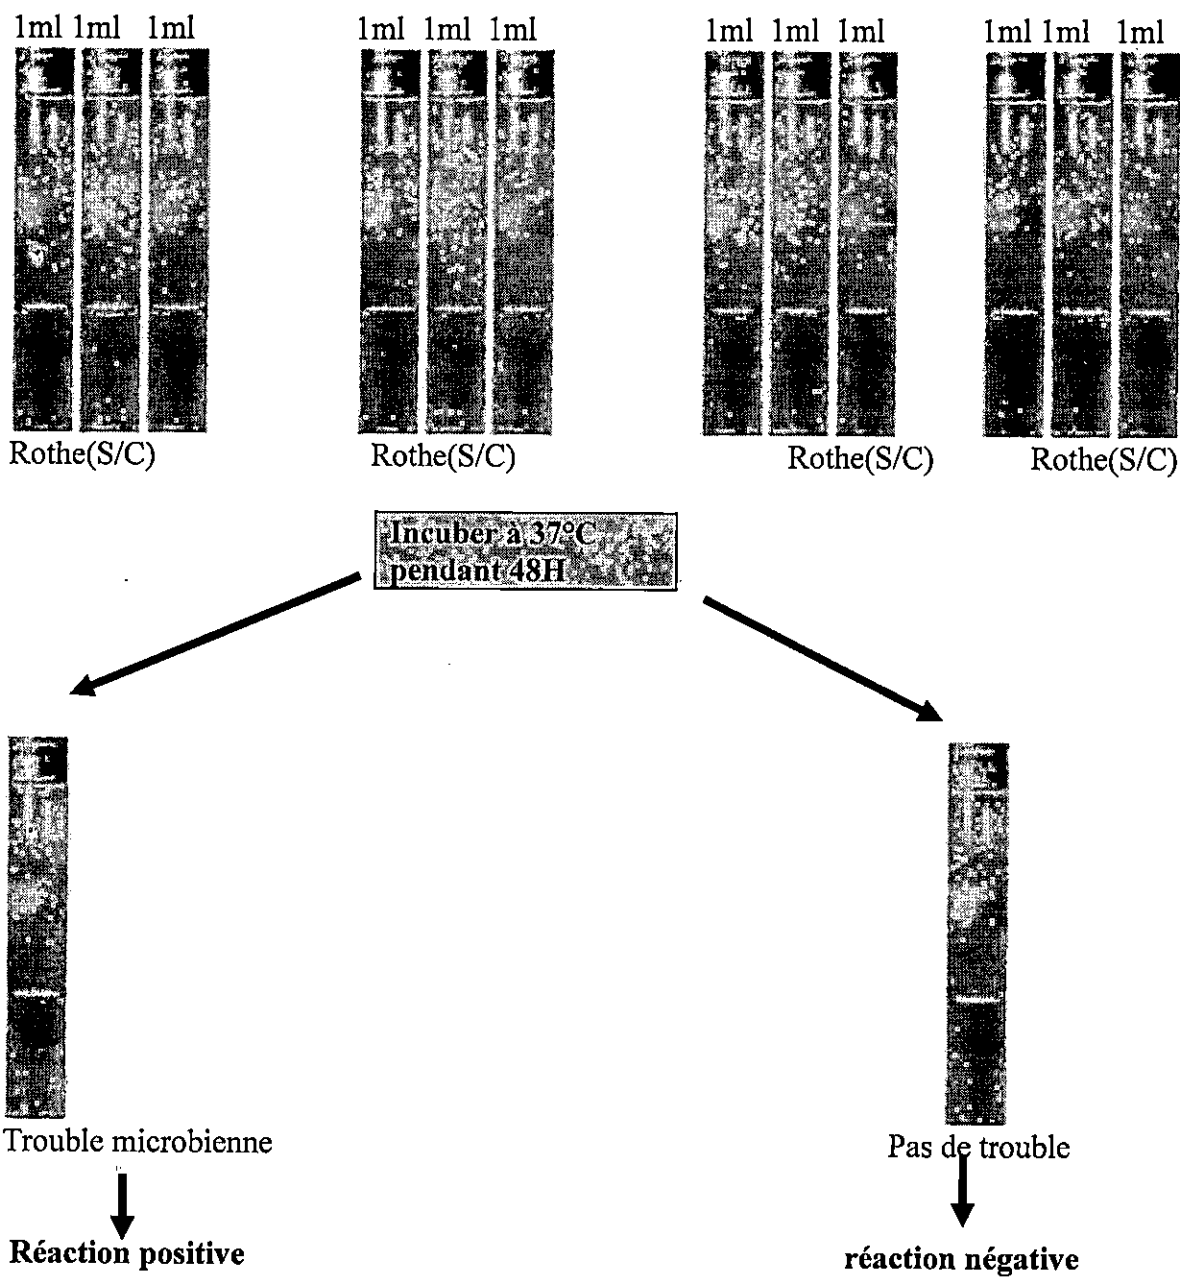 1ml 1ml 1ml 1ml 1ml 1ml 1ml 1ml 1ml 1ml 1ml 1ml
Rothe(S/C) Rothe(S/C) Rothe(S/C) Rothe(S/C)
Incuber à 37°C
pendant 48H
Trouble microbienne Pas de trouble
Réaction positive réaction négative